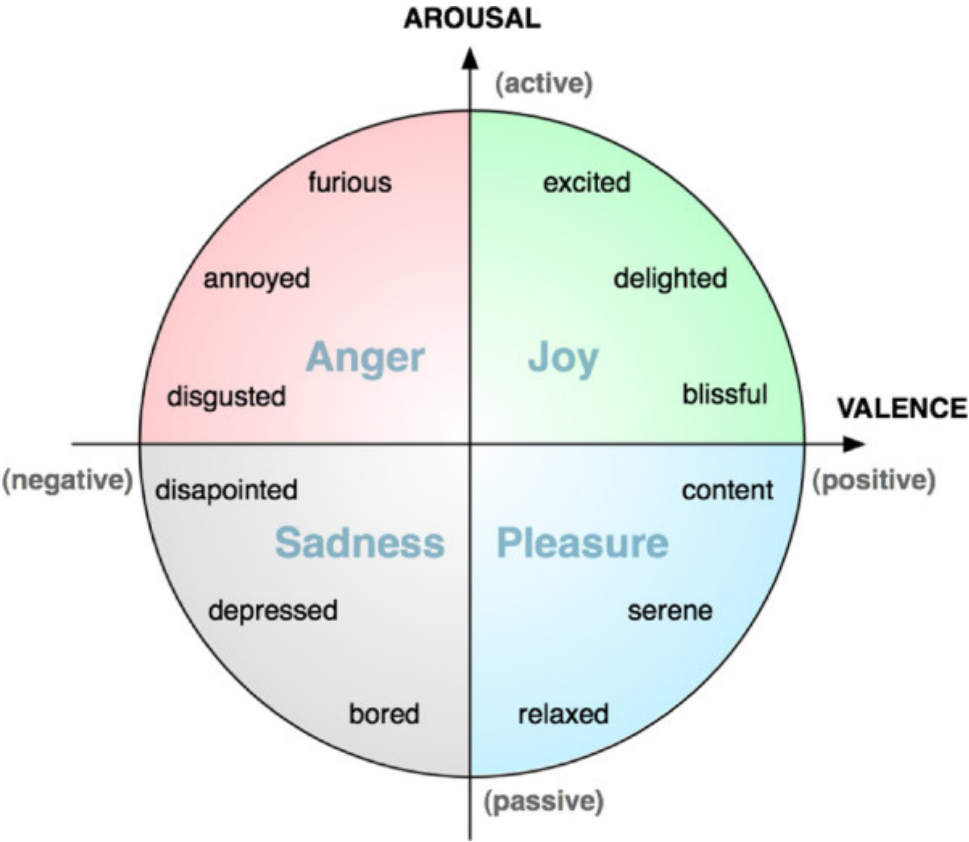 AROUSAL
(active)
furious
excited
annoyed
delighted
Anger
Joy
disgusted
blissful
VALENCE
(negative)
disapointed
content
(positive)
Sadness
Pleasure
depressed
serene
bored
relaxed
(passive)